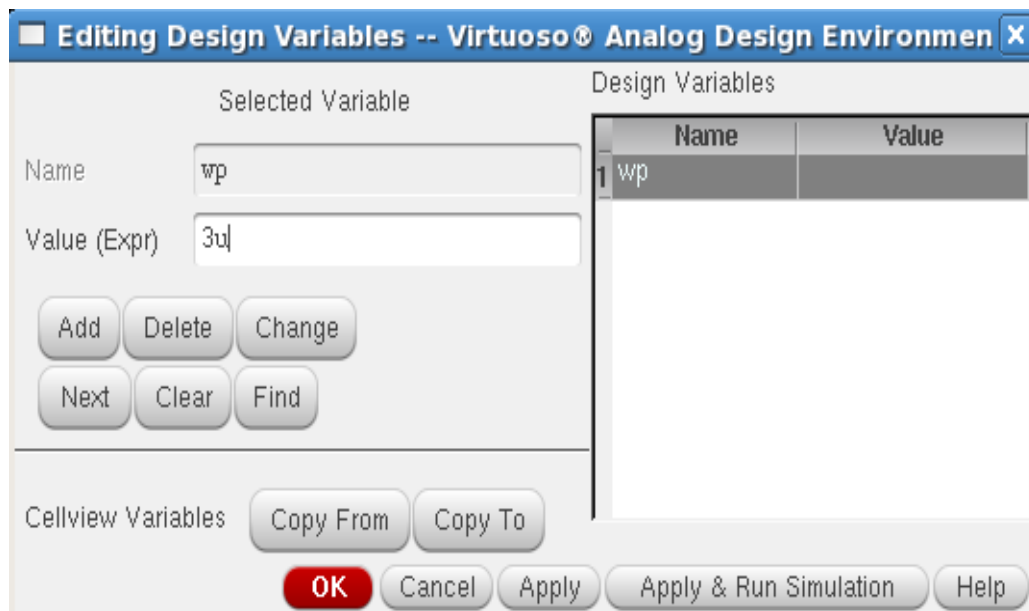 Editing Design Variables -- Virtuoso® Analog Design Environmen
Selected Variable
Name wp
Value (Expr) 3u
Add Delete Change
Next Clear Find
Cellview Variables Copy From Copy To
Design Variables
Name Value
1 wp
OK Cancel Apply Apply & Run Simulation Help